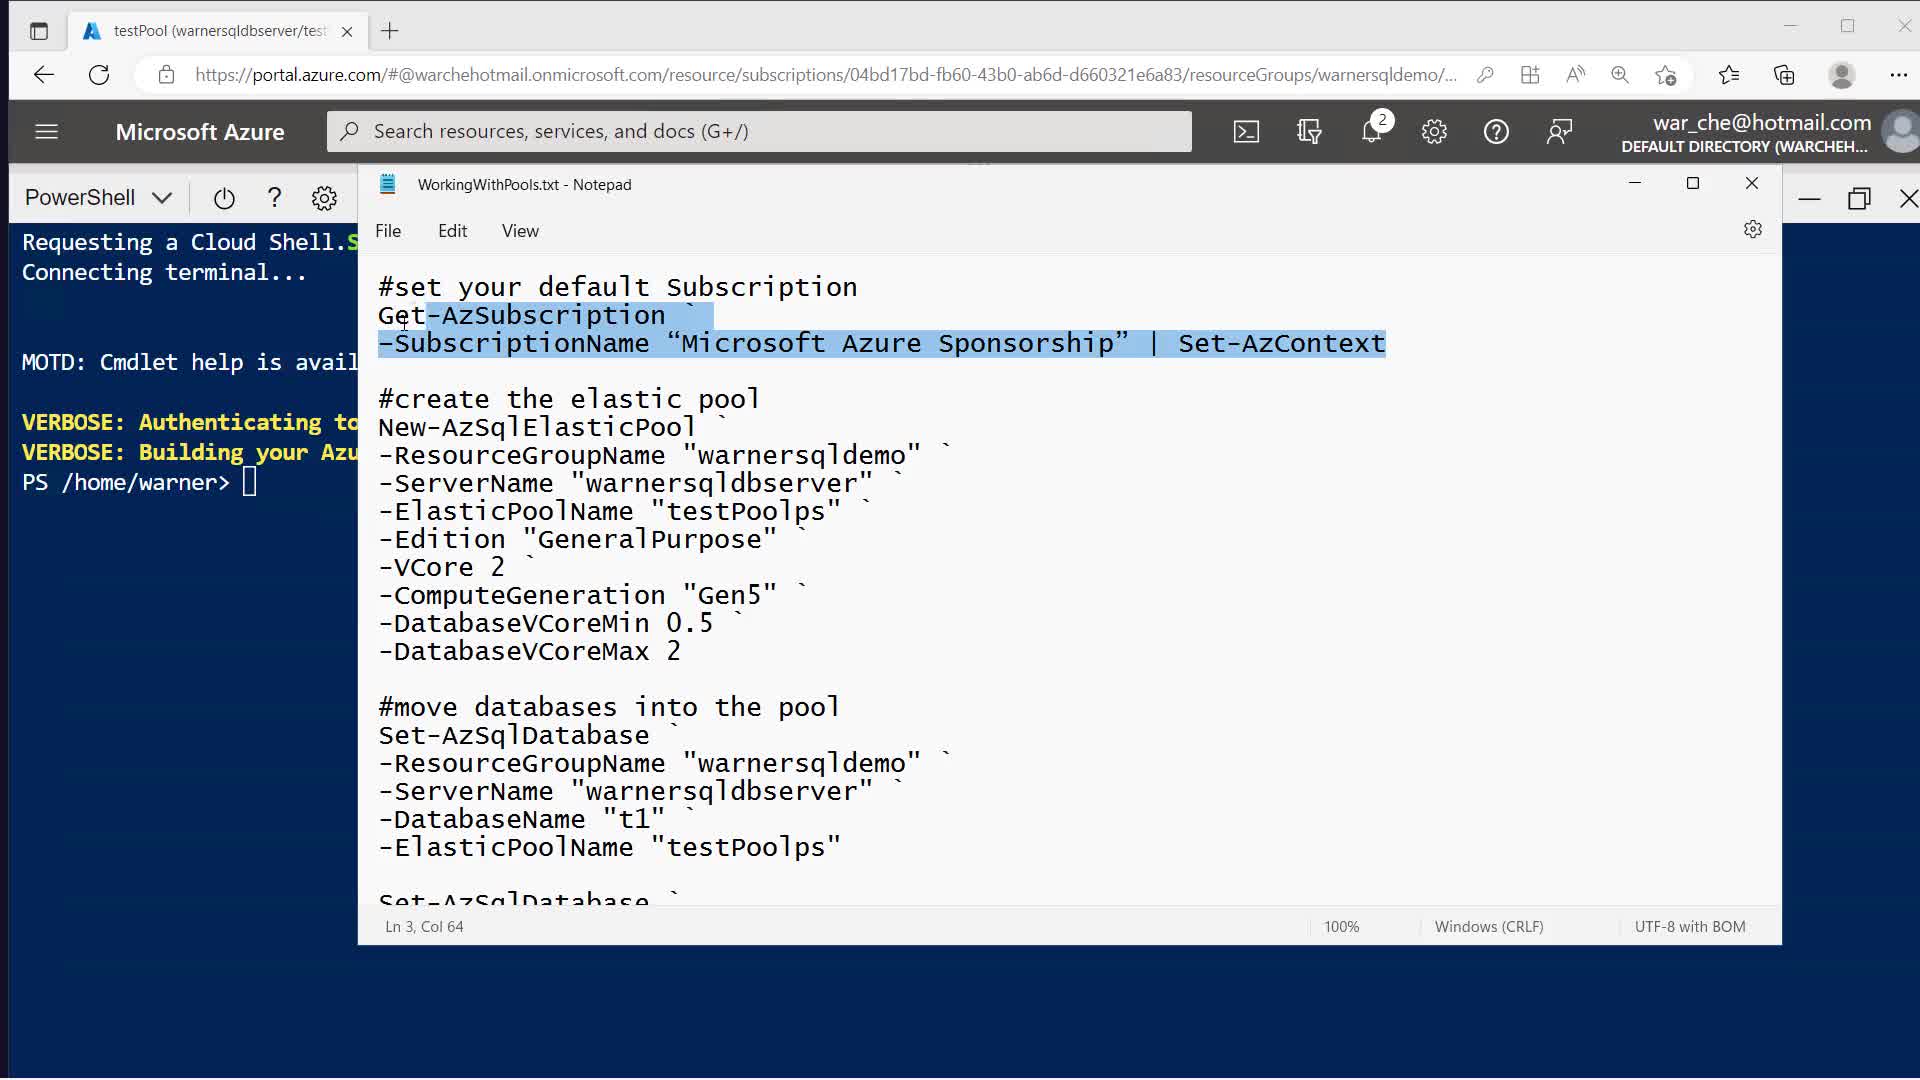 testPool (warnersqldbserver/test
https://portal.azure.com/#@warchehotmail.onmicrosoft.com/resource/subscriptions/04bd17bd-fb60-43b0-ab6d-d660321e6a83/resourceGroups/warnersqldemo/...
Microsoft Azure
Search resources, services, and docs (G+/)
2
war_che@hotmail.com
DEFAULT DIRECTORY (WARCHEH...
PowerShell
Requesting a Cloud Shell.S
Connecting terminal...
MOTD: Cmdlet help is avail
VERBOSE: Authenticating to
VERBOSE: Building your Azu
PS /home/warner>
WorkingWithPools.txt - Notepad
File Edit View
#set your default Subscription
Get-AzSubscription `
-SubscriptionName “Microsoft Azure Sponsorship” | Set-AzContext
#create the elastic pool
New-AzSqlElasticPool `
-ResourceGroupName "warnersqldemo" `
-ServerName "warnersqldbserver" `
-ElasticPoolName "testPoolps" `
-Edition "GeneralPurpose" `
-VCore 2 `
-ComputeGeneration "Gen5" `
-DatabaseVCoreMin 0.5 `
-DatabaseVCoreMax 2
#move databases into the pool
Set-AzSqlDatabase `
-ResourceGroupName "warnersqldemo" `
-ServerName "warnersqldbserver" `
-DatabaseName "t1" `
-ElasticPoolName "testPoolps"
Set-AzSqlDatabase `
Ln 3, Col 64
100%
Windows (CRLF)
UTF-8 with BOM